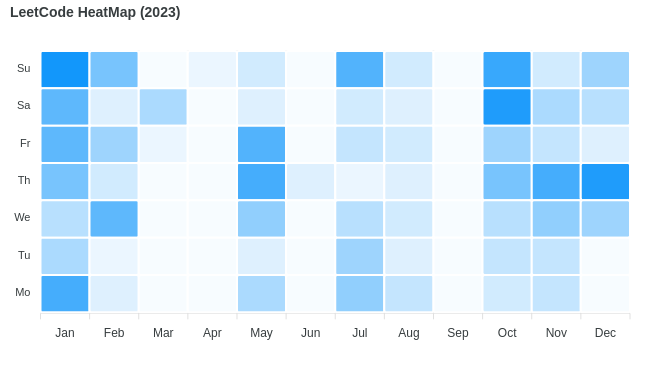 LeetCode HeatMap (2023)
Su
Sa
Fr
Th
We
Tu
Mo
Jan Feb Mar Apr May Jun Jul Aug Sep Oct Nov Dec